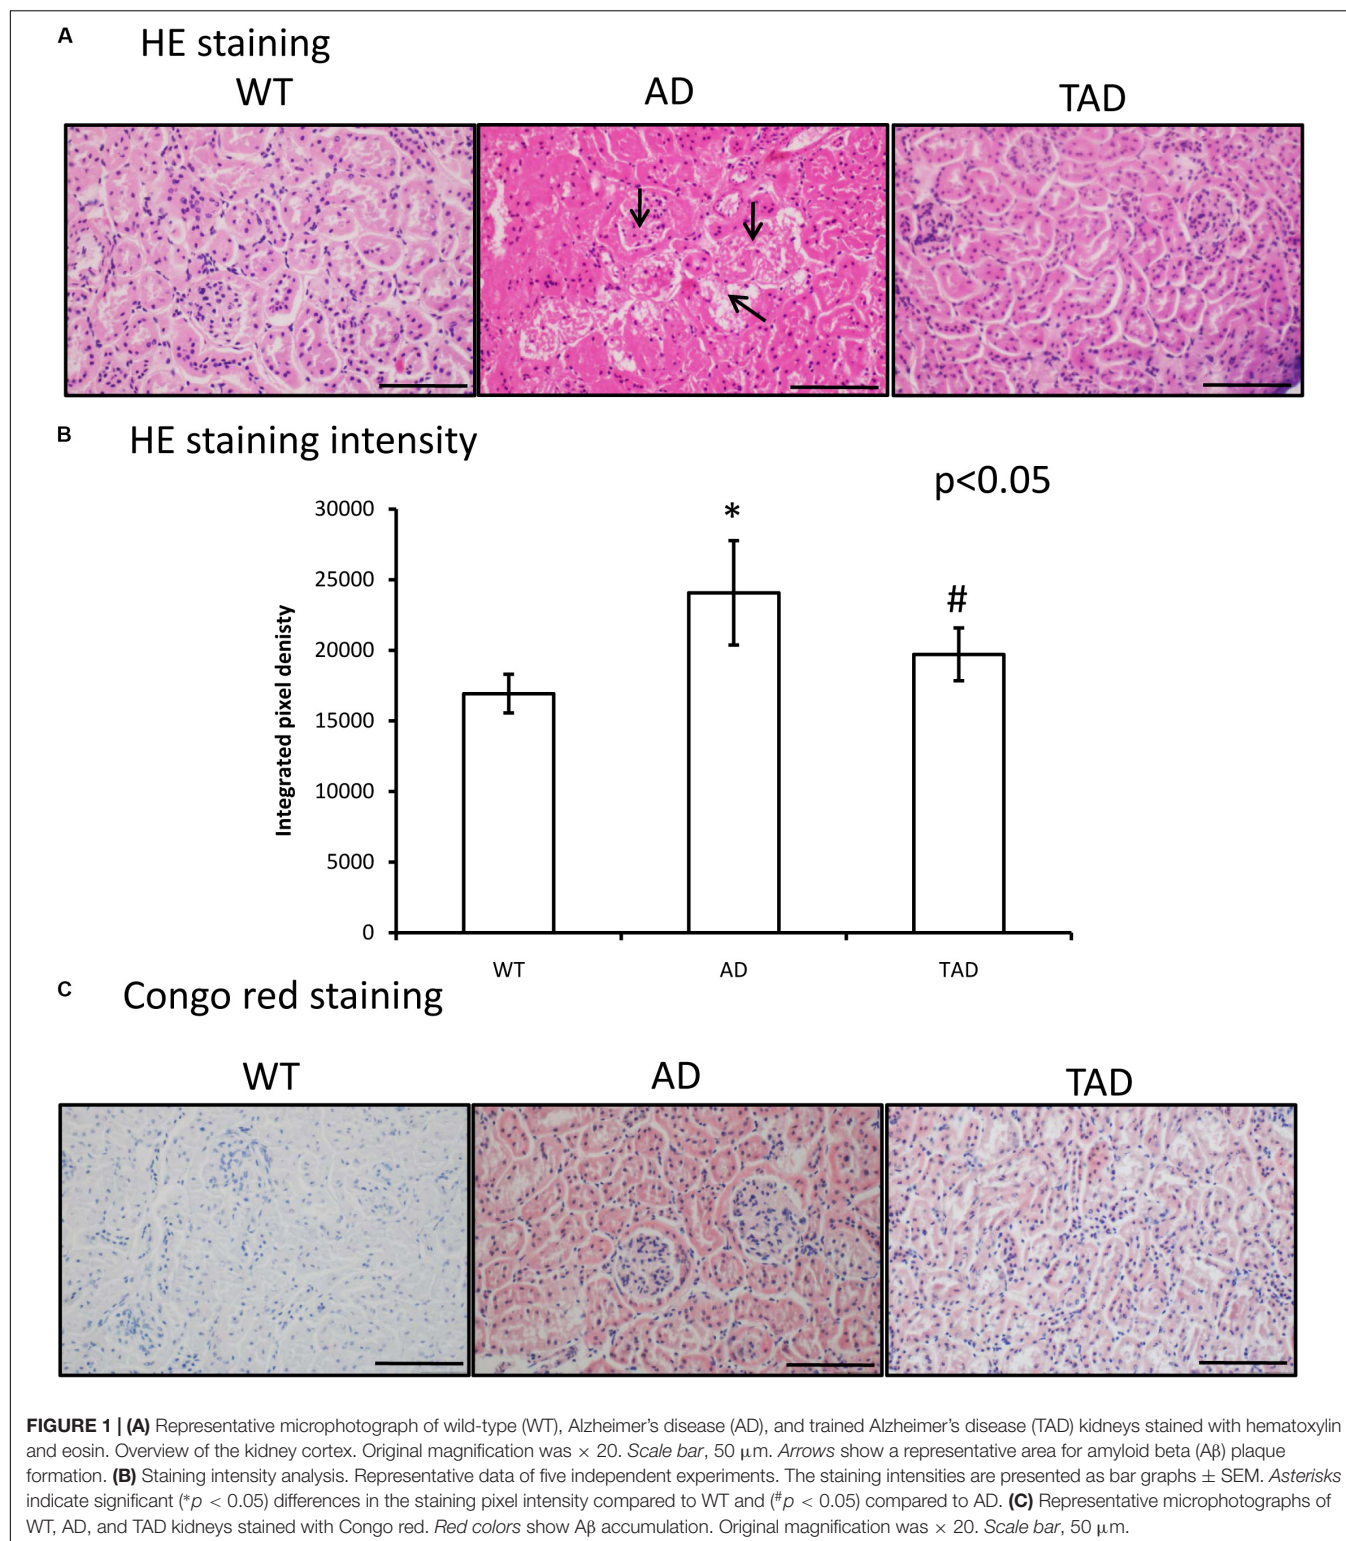 A HE staining
WT AD TAD
B HE staining intensity
p<0.05
30000
*
25000
#
20000
15000
10000
5000
0
Integrated pixel denisty
WT AD TAD
C Congo red staining
WT AD TAD
FIGURE 1 | (A) Representative microphotograph of wild-type (WT), Alzheimer's disease (AD), and trained Alzheimer's disease (TAD) kidneys stained with hematoxylin
and eosin. Overview of the kidney cortex. Original magnification was × 20. Scale bar, 50 μm. Arrows show a representative area for amyloid beta (Aβ) plaque
formation. (B) Staining intensity analysis. Representative data of five independent experiments. The staining intensities are presented as bar graphs ± SEM. Asterisks
indicate significant (*p < 0.05) differences in the staining pixel intensity compared to WT and (#p < 0.05) compared to AD. (C) Representative microphotographs of
WT, AD, and TAD kidneys stained with Congo red. Red colors show Aβ accumulation. Original magnification was × 20. Scale bar, 50 μm.